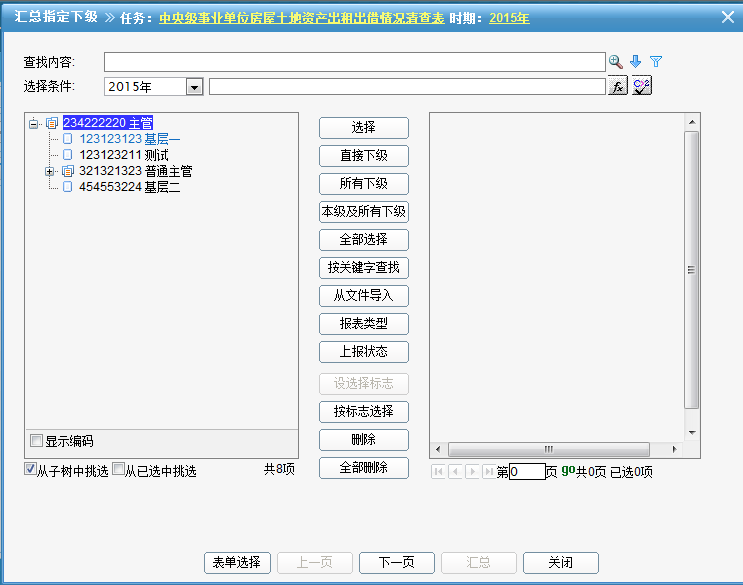 汇总指定下级 >> 任务：中央级事业单位房屋土地资产出租出借情况清查表 时期：2015年
查找内容：
选择条件： 2015年 fx
234222220 主管
123123123 基层一
123123211 测试
321321323 普通主管
454553224 基层二
选择
直接下级
所有下级
本级及所有下级
全部选择
按关键字查找
从文件导入
报表类型
上报状态
设选择标志
按标志选择
删除
全部删除
显示编码
从子树中挑选 从已选中挑选 共8项
第0页 go共0页 已选0项
表单选择 上一页 下一页 汇总 关闭